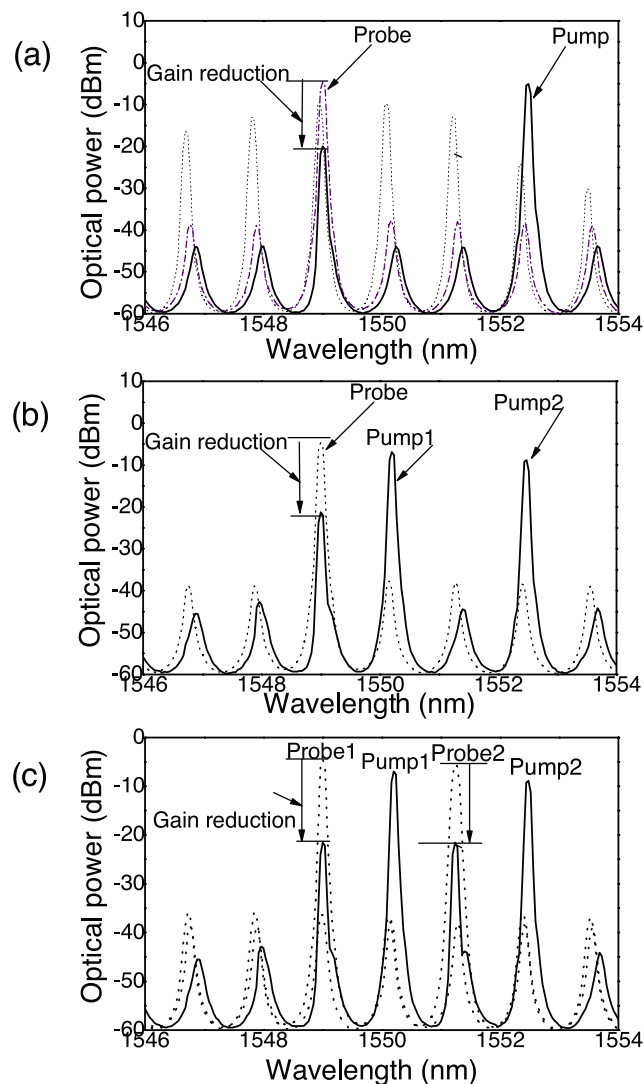 (a)
Optical power (dBm)
10
0
-10
-20
-30
-40
-50
-60
Probe
Pump
Gain reduction
1546 1548 1550 1552 1554
Wavelength (nm)
(b)
Optical power (dBm)
10
0
-10
-20
-30
-40
-50
-60
Probe
Pump2
Gain reduction
Pump1
1546 1548 1550 1552 1554
Wavelength (nm)
(c)
Optical power (dBm)
0
-10
-20
-30
-40
-50
-60
Probe1 Pump1 Probe2 Pump2
Gain reduction
1546 1548 1550 1552 1554
Wavelength (nm)